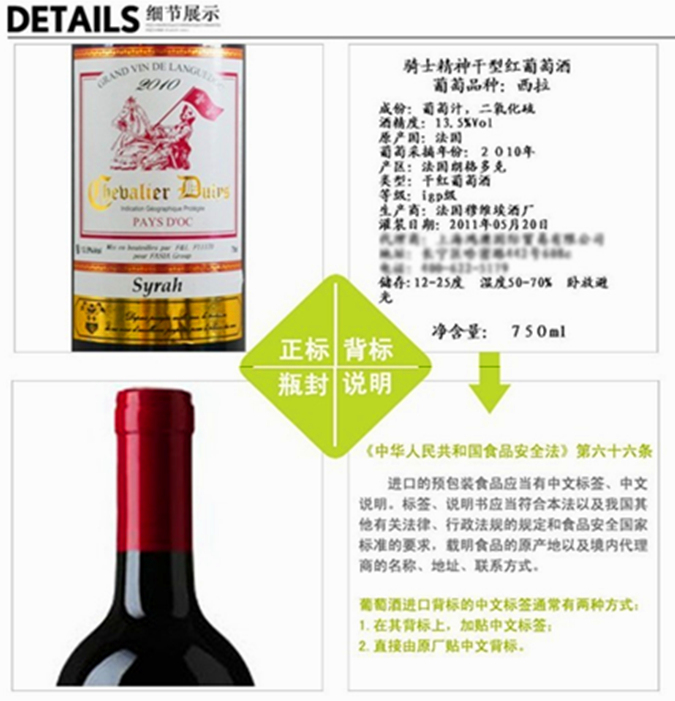 DETAILS 细节展示
GRAND VIN DE LANGUEDOC
2010
Chevalier Duirs
Indication Géographique Protégée
PAYS D'OC
Mis en bouteilles par
pour FASIA Group
Syrah
骑士精神干型红葡萄酒
葡萄品种：西拉
成份：葡萄汁，二氧化硫
酒精度：13.5%Vol
原产国：法国
葡萄采摘年份：2010年
产区：法国朗格多克
类型：干红葡萄酒
等级：igp级
生产商：法国穆维埃酒厂
灌装日期：2011年05月20日
储存:12-25度 湿度50-70% 卧放避
光
净含量： 750ml
正标 背标
瓶封 说明
《中华人民共和国食品安全法》第六十六条
进口的预包装食品应当有中文标签、中文
说明。标签、说明书应当符合本法以及我国其
他有关法律、行政法规的规定和食品安全国家
标准的要求，载明食品的原产地以及境内代理
商的名称、地址、联系方式。
葡萄酒进口背标的中文标签通常有两种方式：
1.在其背标上，加贴中文标签；
2.直接由原厂贴中文背标。